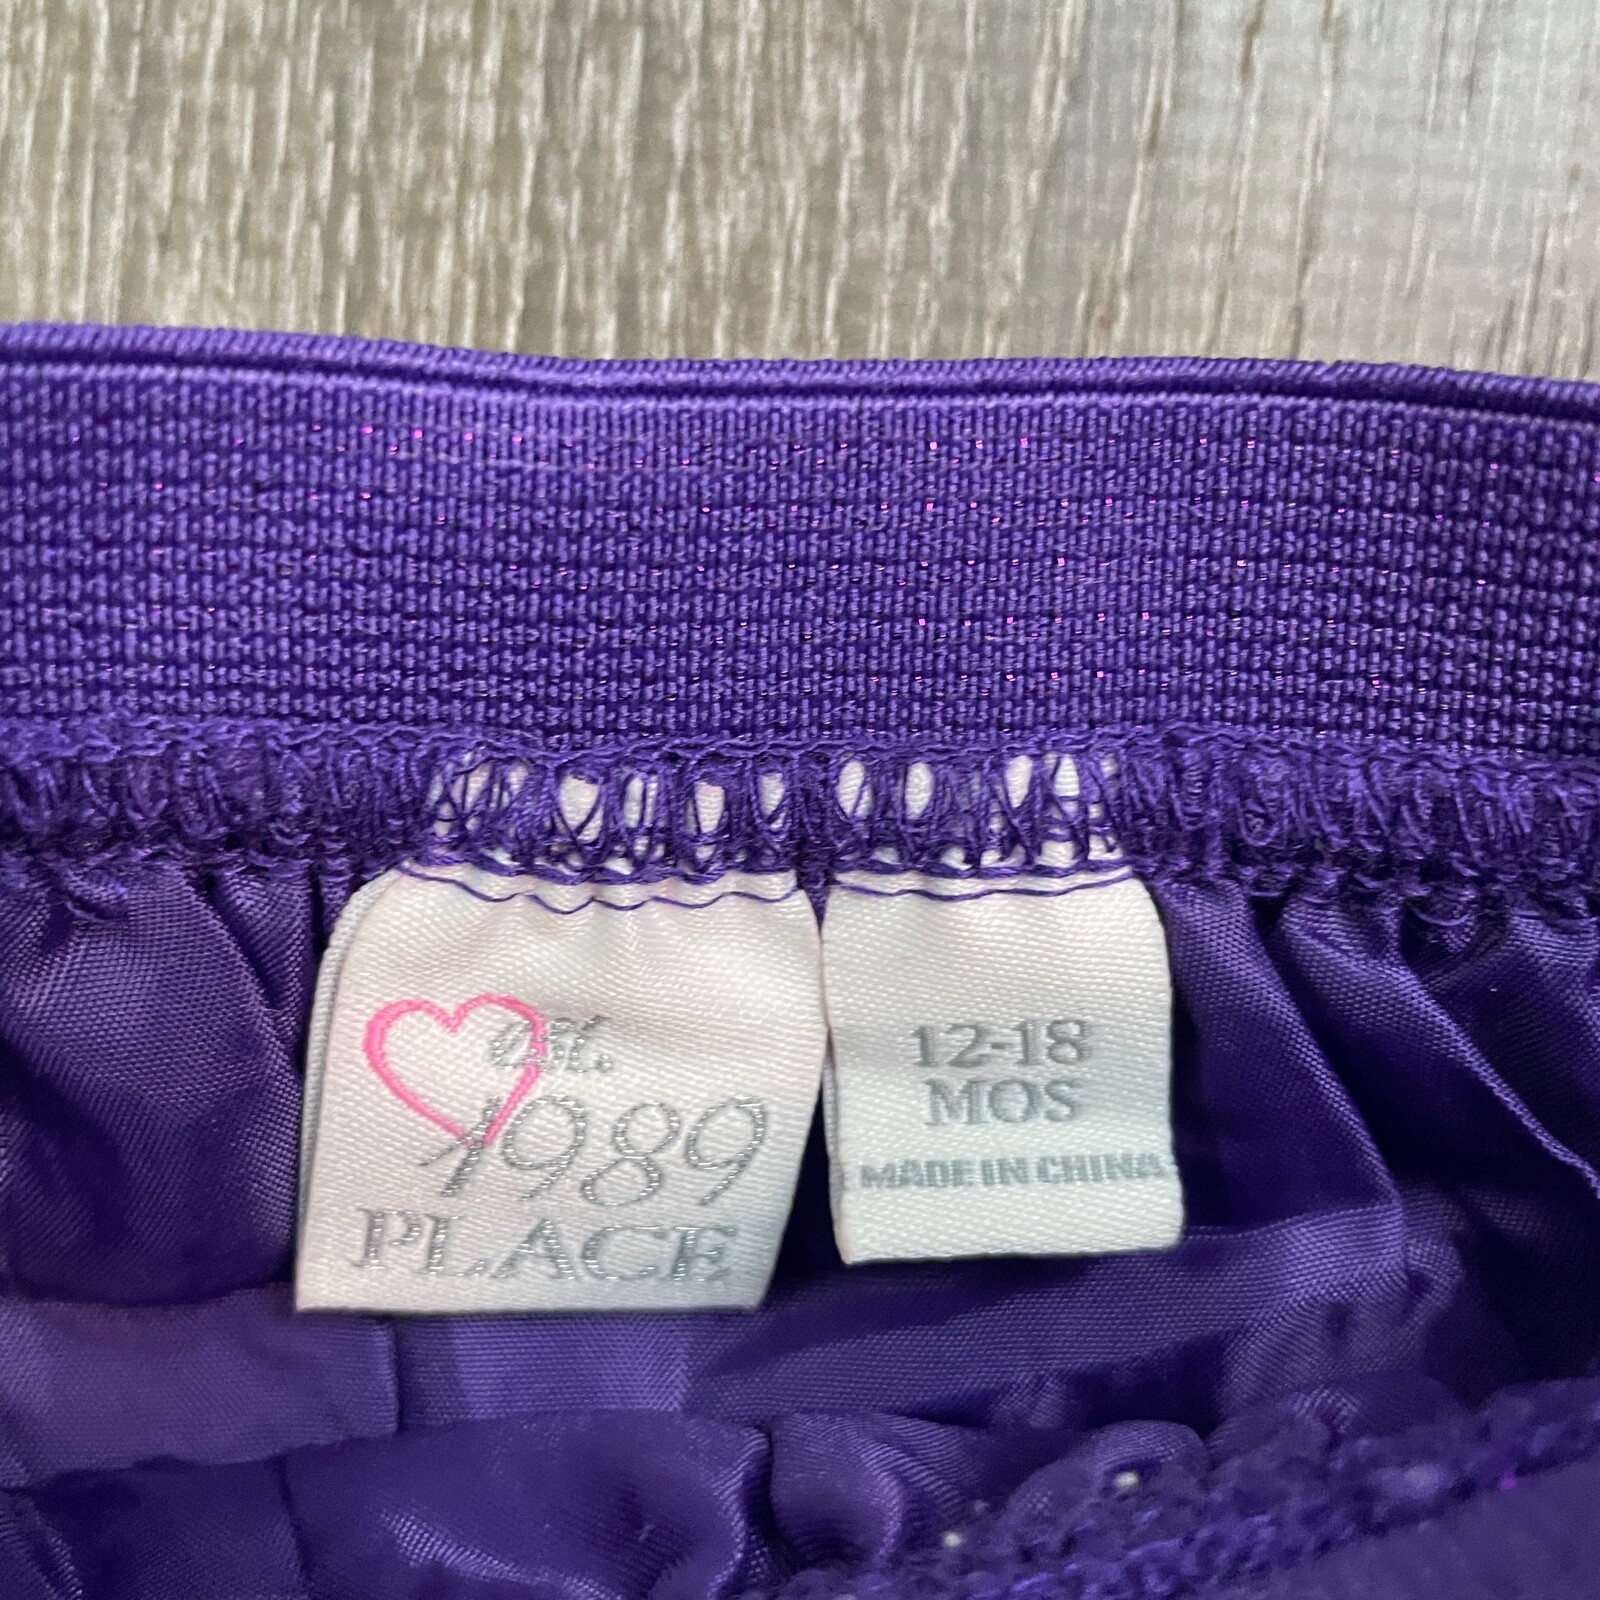 est.
1989
PLACE
12-18
MOS
MADE IN CHINA